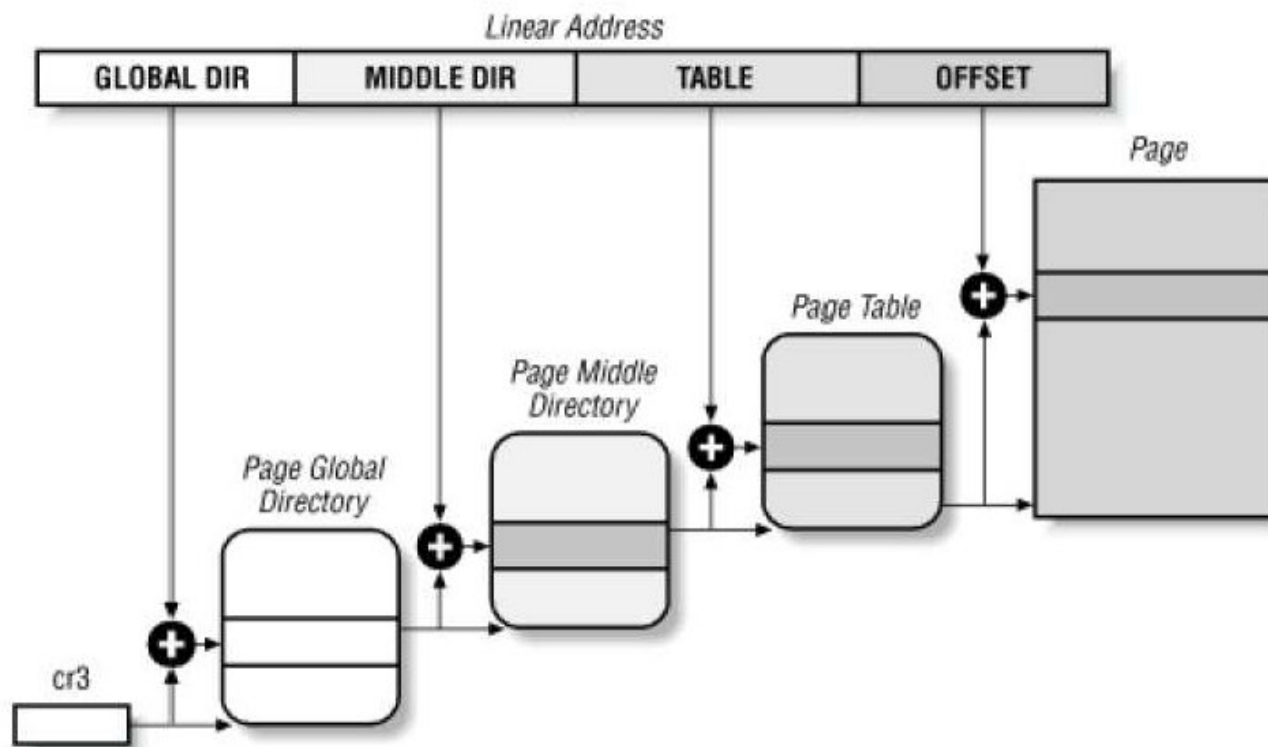 Linear Address
GLOBAL DIR
MIDDLE DIR
TABLE
OFFSET
Page
Page Table
Page Middle
Directory
Page Global
Directory
cr3